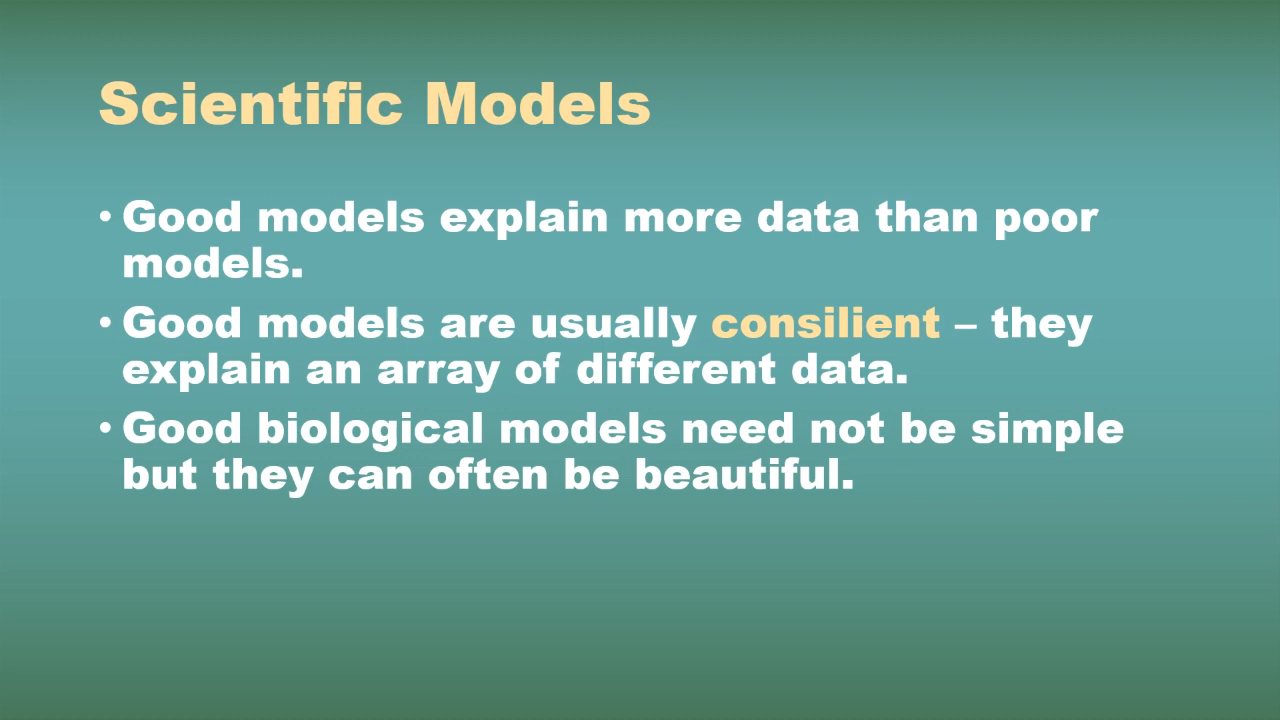 Scientific Models
• Good models explain more data than poor
models.
• Good models are usually consilient – they
explain an array of different data.
• Good biological models need not be simple
but they can often be beautiful.